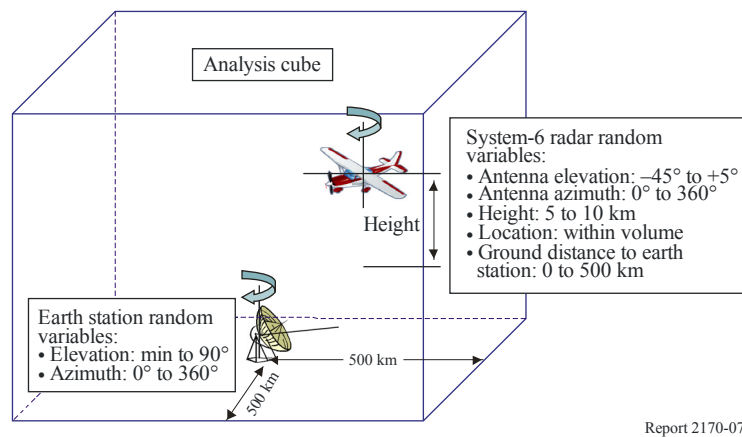 Analysis cube
System-6 radar random
variables:
• Antenna elevation: –45° to +5°
• Antenna azimuth: 0° to 360°
• Height: 5 to 10 km
• Location: within volume
• Ground distance to earth
station: 0 to 500 km
Height
Earth station random
variables:
• Elevation: min to 90°
• Azimuth: 0° to 360°
500 km
500 km
Report 2170-07